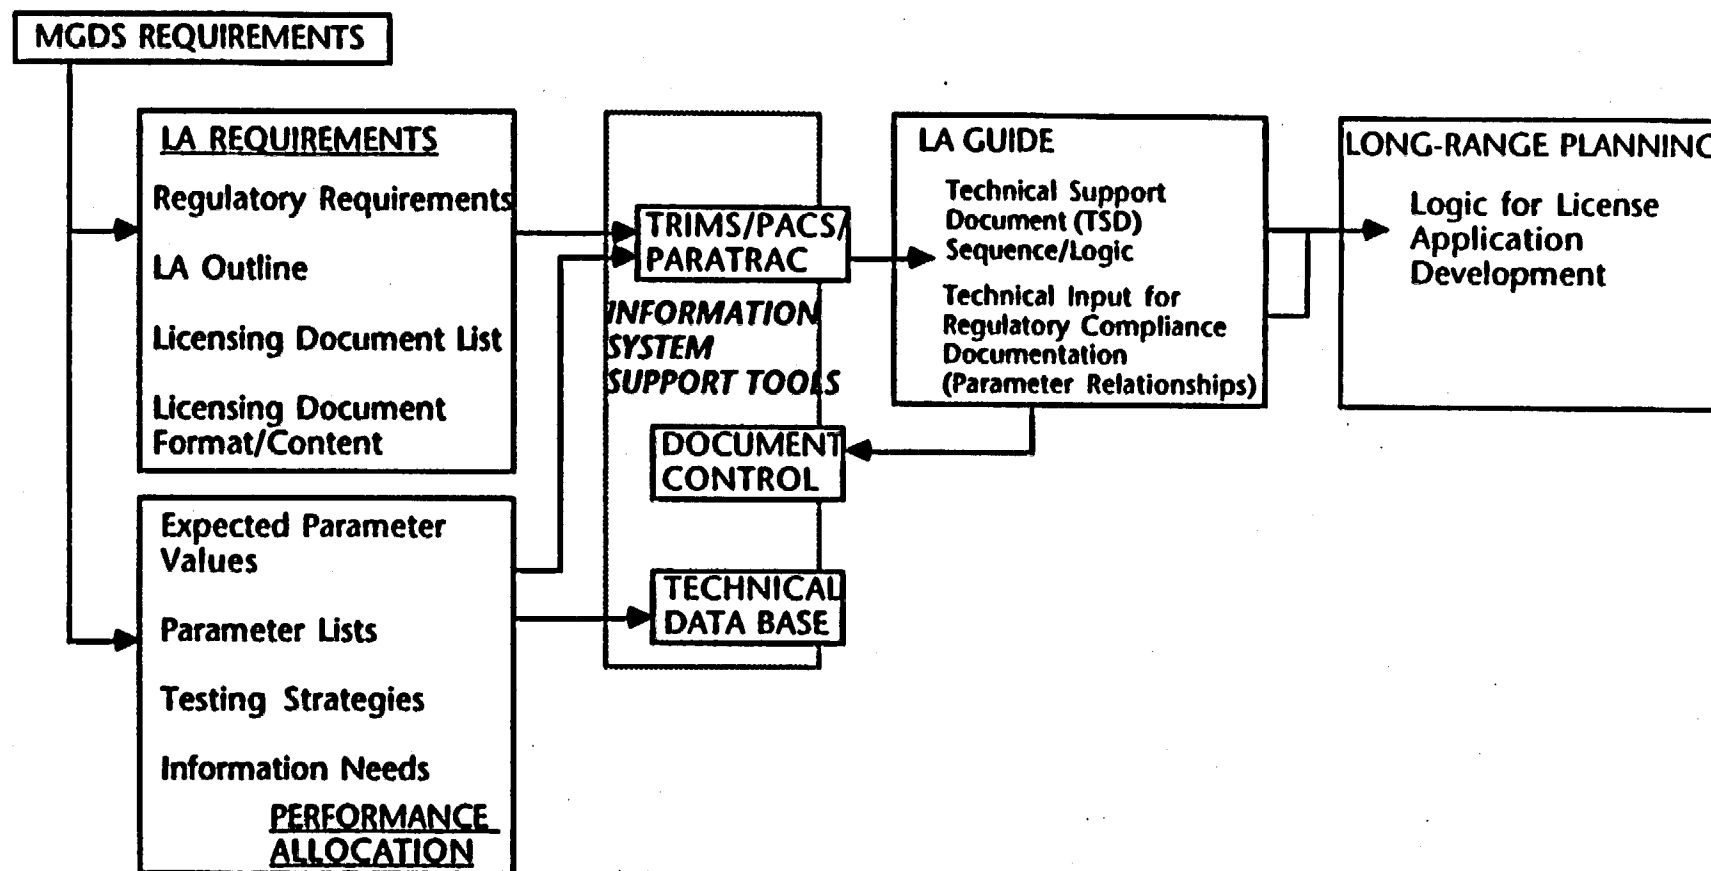 MGDS REQUIREMENTS
LA REQUIREMENTS
Regulatory Requirements
LA Outline
Licensing Document List
Licensing Document
Format/Content
Expected Parameter
Values
Parameter Lists
Testing Strategies
Information Needs
PERFORMANCE
ALLOCATION
TRIMS/PACS/
PARATRAC
INFORMATION
SYSTEM
SUPPORT TOOLS
DOCUMENT
CONTROL
TECHNICAL
DATA BASE
LA GUIDE
Technical Support
Document (TSD)
Sequence/Logic
Technical Input for
Regulatory Compliance
Documentation
(Parameter Relationships)
LONG-RANGE PLANNING
Logic for License
Application
Development